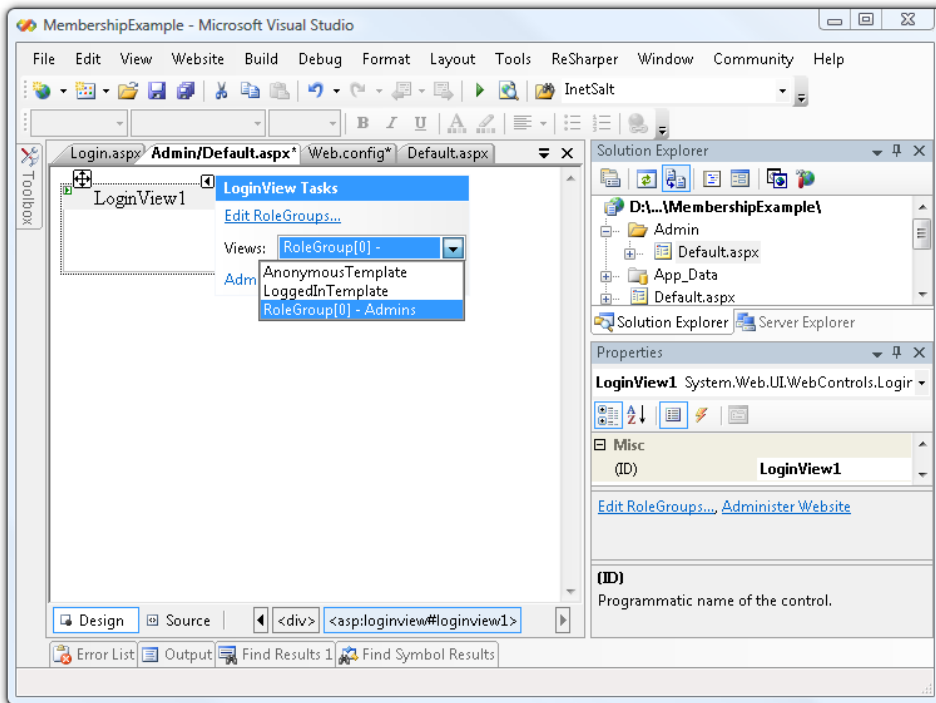 MembershipExample - Microsoft Visual Studio
File Edit View Website Build Debug Format Layout Tools ReSharper Window Community Help
InetSalt
B I U A
Toolbox
Login.aspx Admin/Default.aspx* Web.config* Default.aspx
LoginView1
LoginView Tasks
Edit RoleGroups...
Views: RoleGroup[0] -
Adm
AnonymousTemplate
LoggedInTemplate
RoleGroup[0] - Admins
Design Source <div> <asp:loginview#loginview1>
Error List Output Find Results 1 Find Symbol Results
Solution Explorer
D:\...\MembershipExample\
Admin
Default.aspx
App_Data
Default.aspx
Solution Explorer Server Explorer
Properties
LoginView1 System.Web.UI.WebControls.Login
Misc
(ID) LoginView1
Edit RoleGroups..., Administer Website
(ID)
Programmatic name of the control.